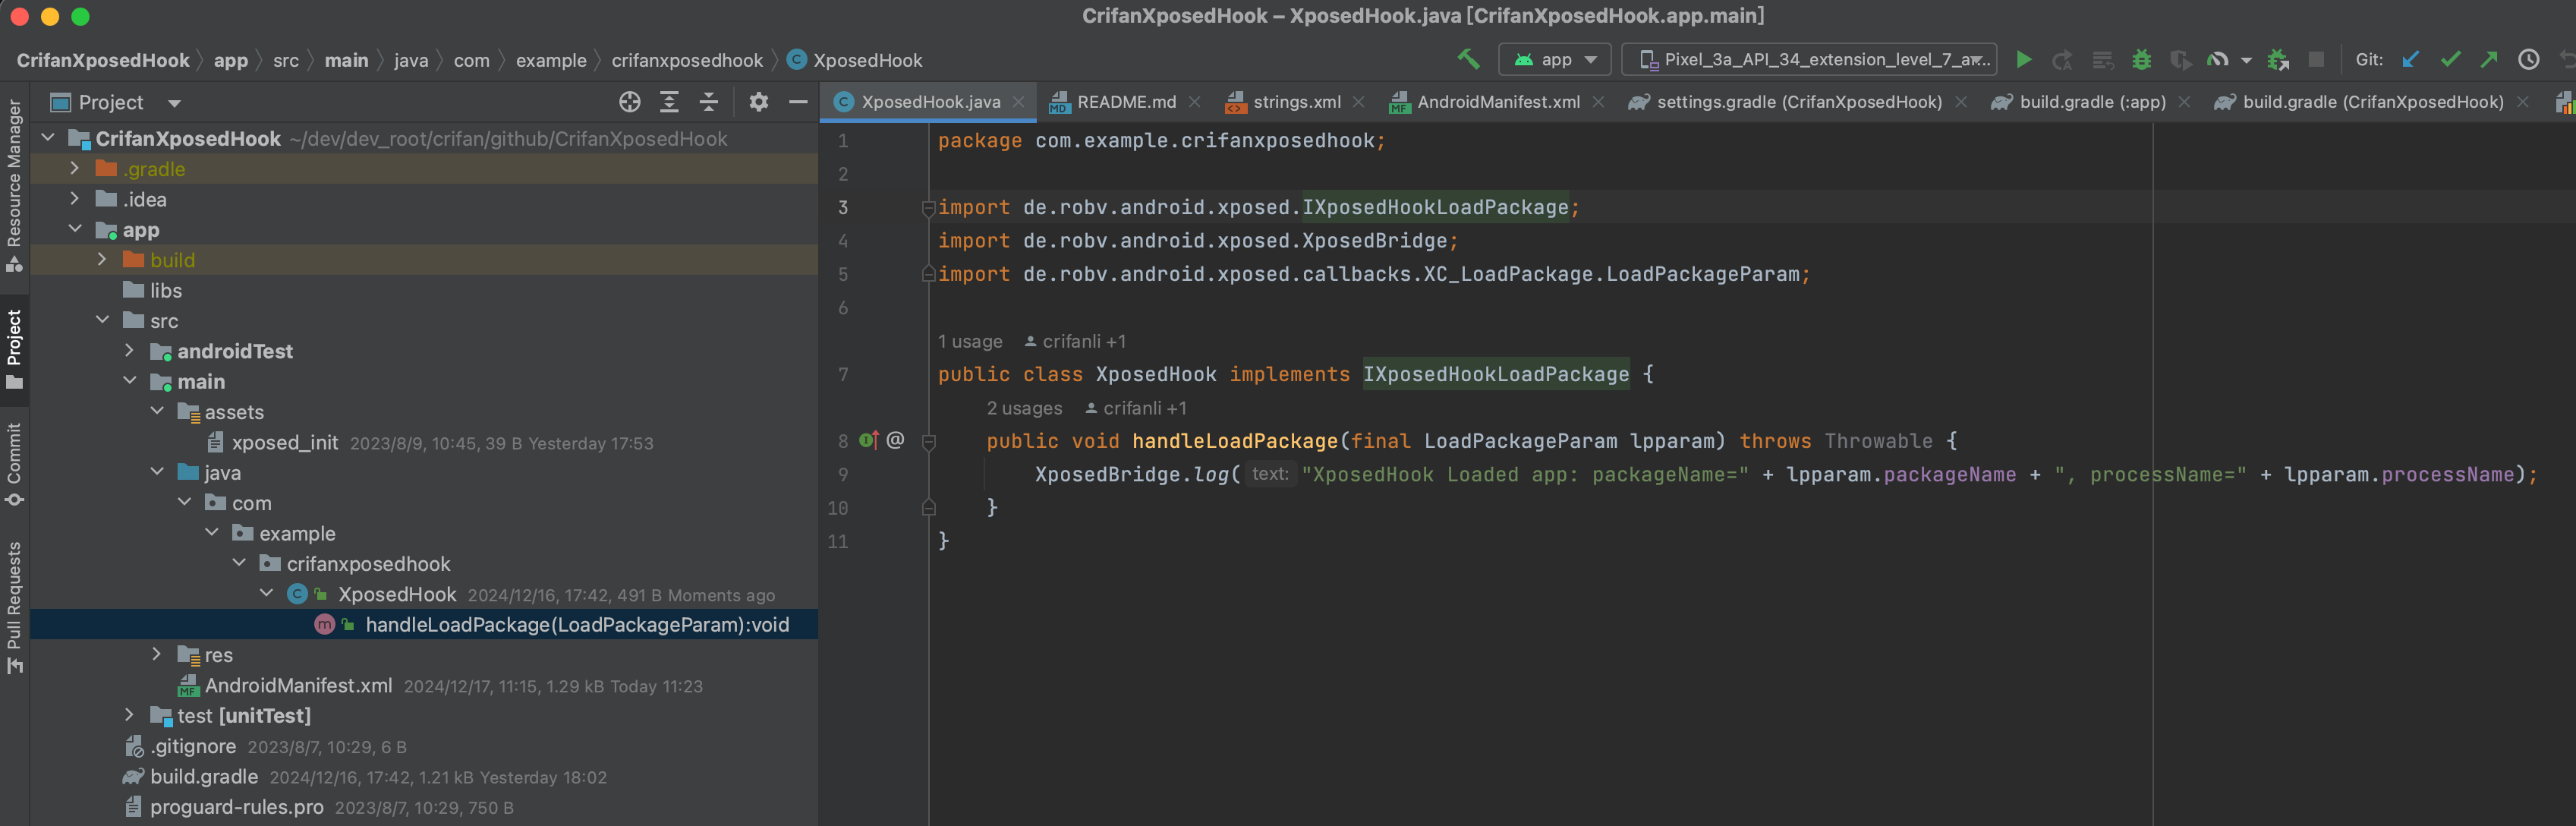 CrifanXposedHook – XposedHook.java [CrifanXposedHook.app.main]
CrifanXposedHook app src main java com example crifanxposedhook XposedHook
app Pixel_3a_API_34_extension_level_7_a... Git:
Project
XposedHook.java README.md strings.xml AndroidManifest.xml settings.gradle (CrifanXposedHook) build.gradle (:app) build.gradle (CrifanXposedHook)
Resource Manager
Project
Commit
Pull Requests
CrifanXposedHook ~/dev/dev_root/crifan/github/CrifanXposedHook
.gradle
.idea
app
build
libs
src
androidTest
main
assets
xposed_init 2023/8/9, 10:45, 39 B Yesterday 17:53
java
com
example
crifanxposedhook
XposedHook 2024/12/16, 17:42, 491 B Moments ago
handleLoadPackage(LoadPackageParam):void
res
AndroidManifest.xml 2024/12/17, 11:15, 1.29 kB Today 11:23
test [unitTest]
.gitignore 2023/8/7, 10:29, 6 B
build.gradle 2024/12/16, 17:42, 1.21 kB Yesterday 18:02
proguard-rules.pro 2023/8/7, 10:29, 750 B
1 package com.example.crifanxposedhook;
2
3 import de.robv.android.xposed.IXposedHookLoadPackage;
4 import de.robv.android.xposed.XposedBridge;
5 import de.robv.android.xposed.callbacks.XC_LoadPackage.LoadPackageParam;
6
1 usage crifanli +1
7 public class XposedHook implements IXposedHookLoadPackage {
2 usages crifanli +1
8 public void handleLoadPackage(final LoadPackageParam lpparam) throws Throwable {
9 XposedBridge.log( text: "XposedHook Loaded app: packageName=" + lpparam.packageName + ", processName=" + lpparam.processName);
10 }
11 }